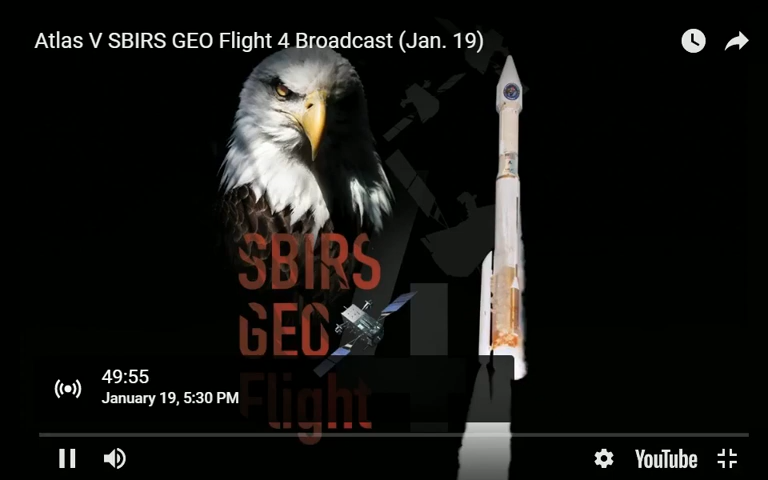 Atlas V SBIRS GEO Flight 4 Broadcast (Jan. 19)
SBIRS
GEO
Flight
4
49:55
January 19, 5:30 PM
YouTube